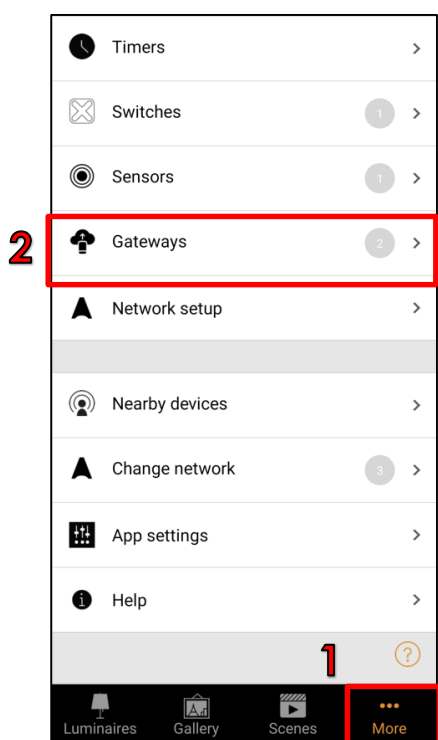 Timers
Switches 1
Sensors 1
2 Gateways 2
Network setup
Nearby devices
Change network 3
App settings
Help
1 ?
Luminaires Gallery Scenes More